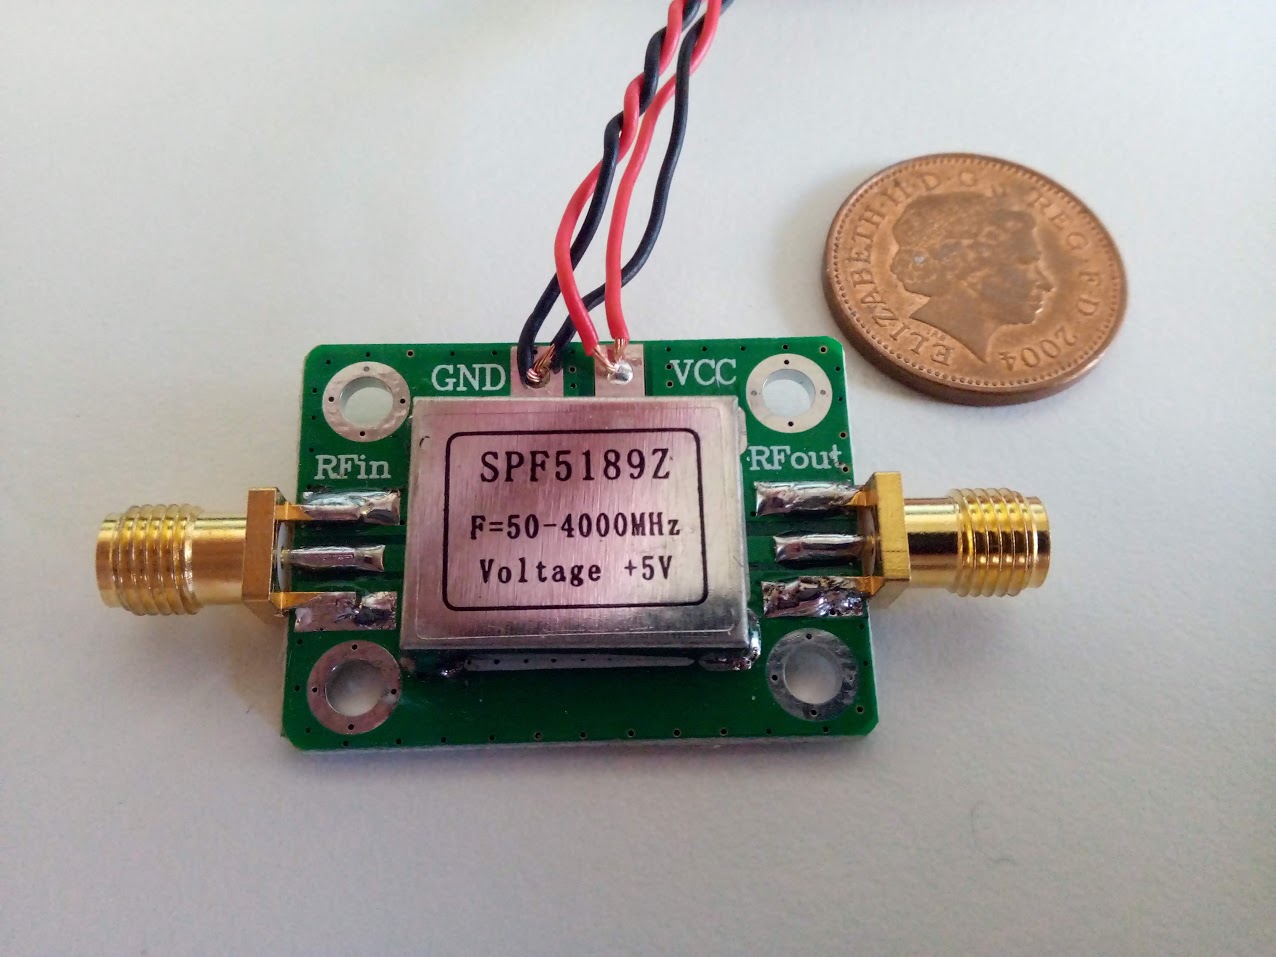 GND
VCC
RFin
RFout
SPF5189Z
F=50-4000MHz
Voltage +5V
ELIZABETH·II·D·G·REG·F·D·2004